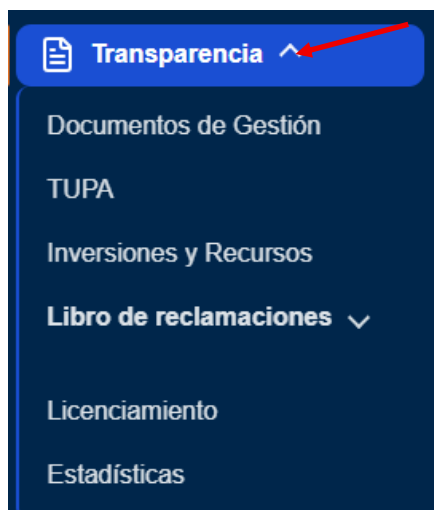 Transparencia
Documentos de Gestión
TUPA
Inversiones y Recursos
Libro de reclamaciones
Licenciamiento
Estadísticas